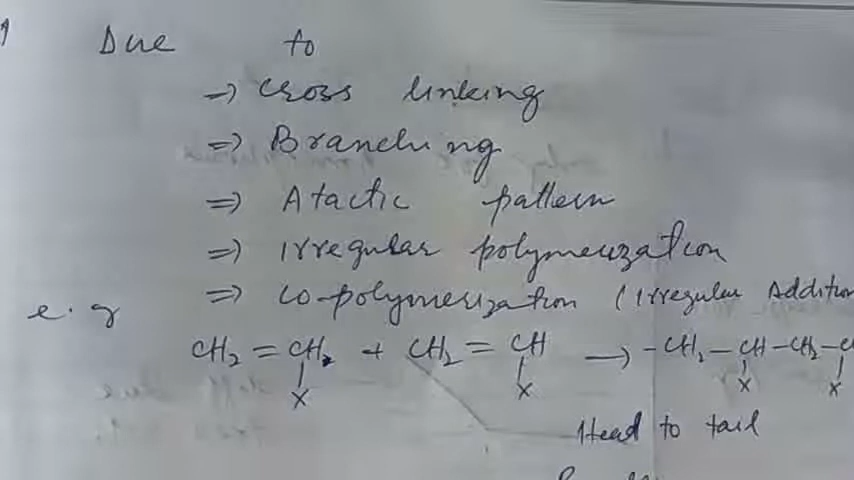 Due to
=> Cross linking
=> Branching
=> Atactic pattern
=> Irregular polymerization
=> Co-polymerization (Irregular Addition
e.g
CH2 = CH2 + CH2 = CH —> -CH2 - CH - CH2 - C
X X X X
Head to tail